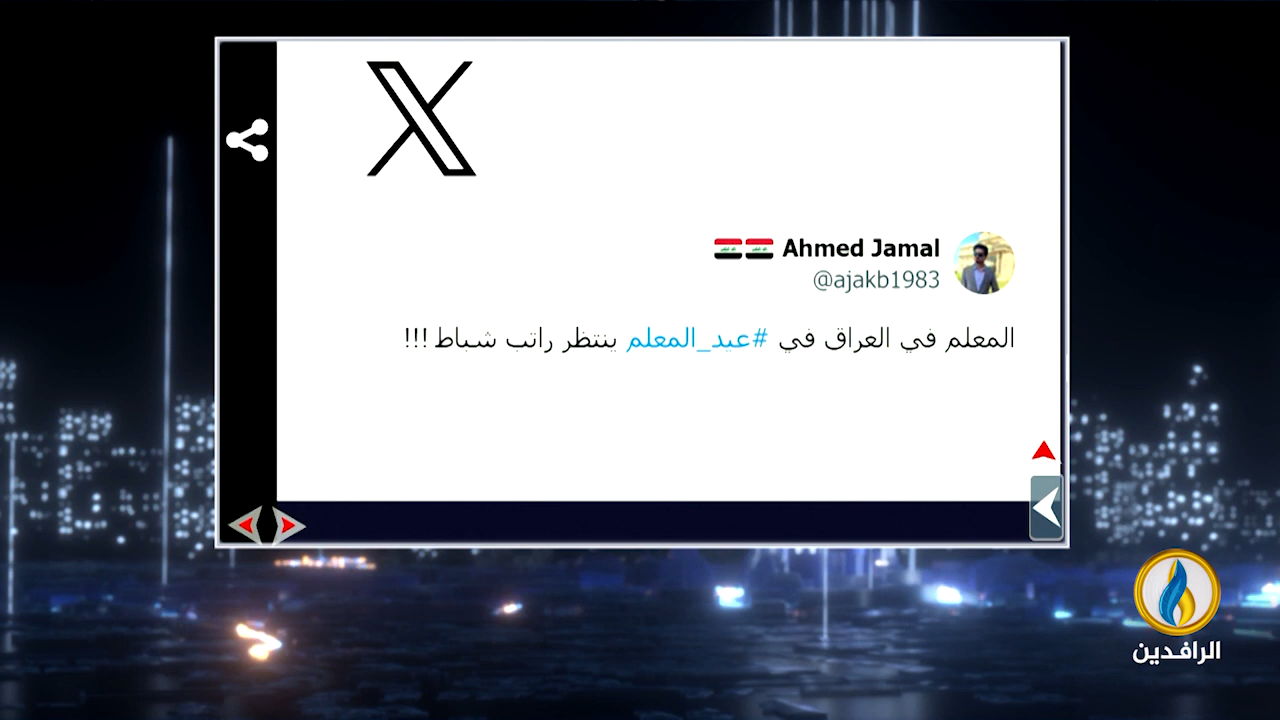 Ahmed Jamal 🇮🇶🇮🇶
@ajakb1983
المعلم في العراق في #عيد_المعلم ينتظر راتب شباط !!!
الرافدين